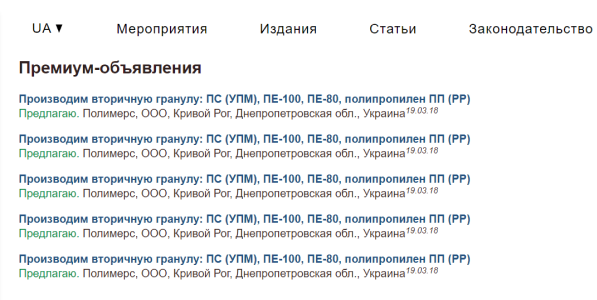 UA ▼ Мероприятия Издания Статьи Законодательство
Премиум-объявления
Производим вторичную гранулу: ПС (УПМ), ПЕ-100, ПЕ-80, полипропилен ПП (РР)
Предлагаю. Полимерс, ООО, Кривой Рог, Днепропетровская обл., Украина 19.03.18
Производим вторичную гранулу: ПС (УПМ), ПЕ-100, ПЕ-80, полипропилен ПП (РР)
Предлагаю. Полимерс, ООО, Кривой Рог, Днепропетровская обл., Украина 19.03.18
Производим вторичную гранулу: ПС (УПМ), ПЕ-100, ПЕ-80, полипропилен ПП (РР)
Предлагаю. Полимерс, ООО, Кривой Рог, Днепропетровская обл., Украина 19.03.18
Производим вторичную гранулу: ПС (УПМ), ПЕ-100, ПЕ-80, полипропилен ПП (РР)
Предлагаю. Полимерс, ООО, Кривой Рог, Днепропетровская обл., Украина 19.03.18
Производим вторичную гранулу: ПС (УПМ), ПЕ-100, ПЕ-80, полипропилен ПП (РР)
Предлагаю. Полимерс, ООО, Кривой Рог, Днепропетровская обл., Украина 19.03.18